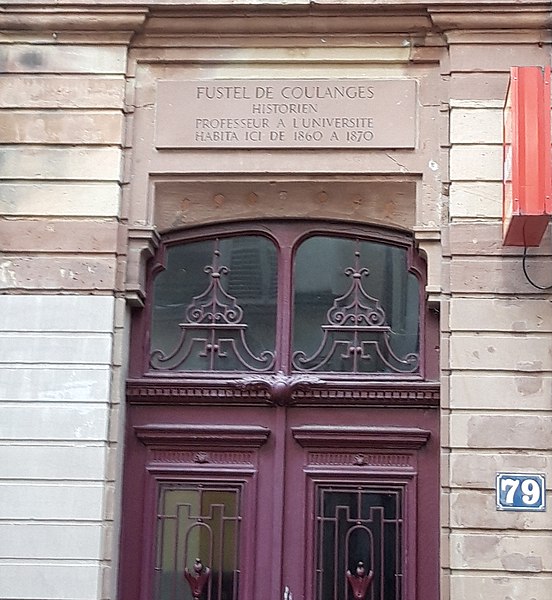 FUSTEL DE COULANGES
HISTORIEN
PROFESSEUR A L'UNIVERSITE
HABITA ICI DE 1860 A 1870
79